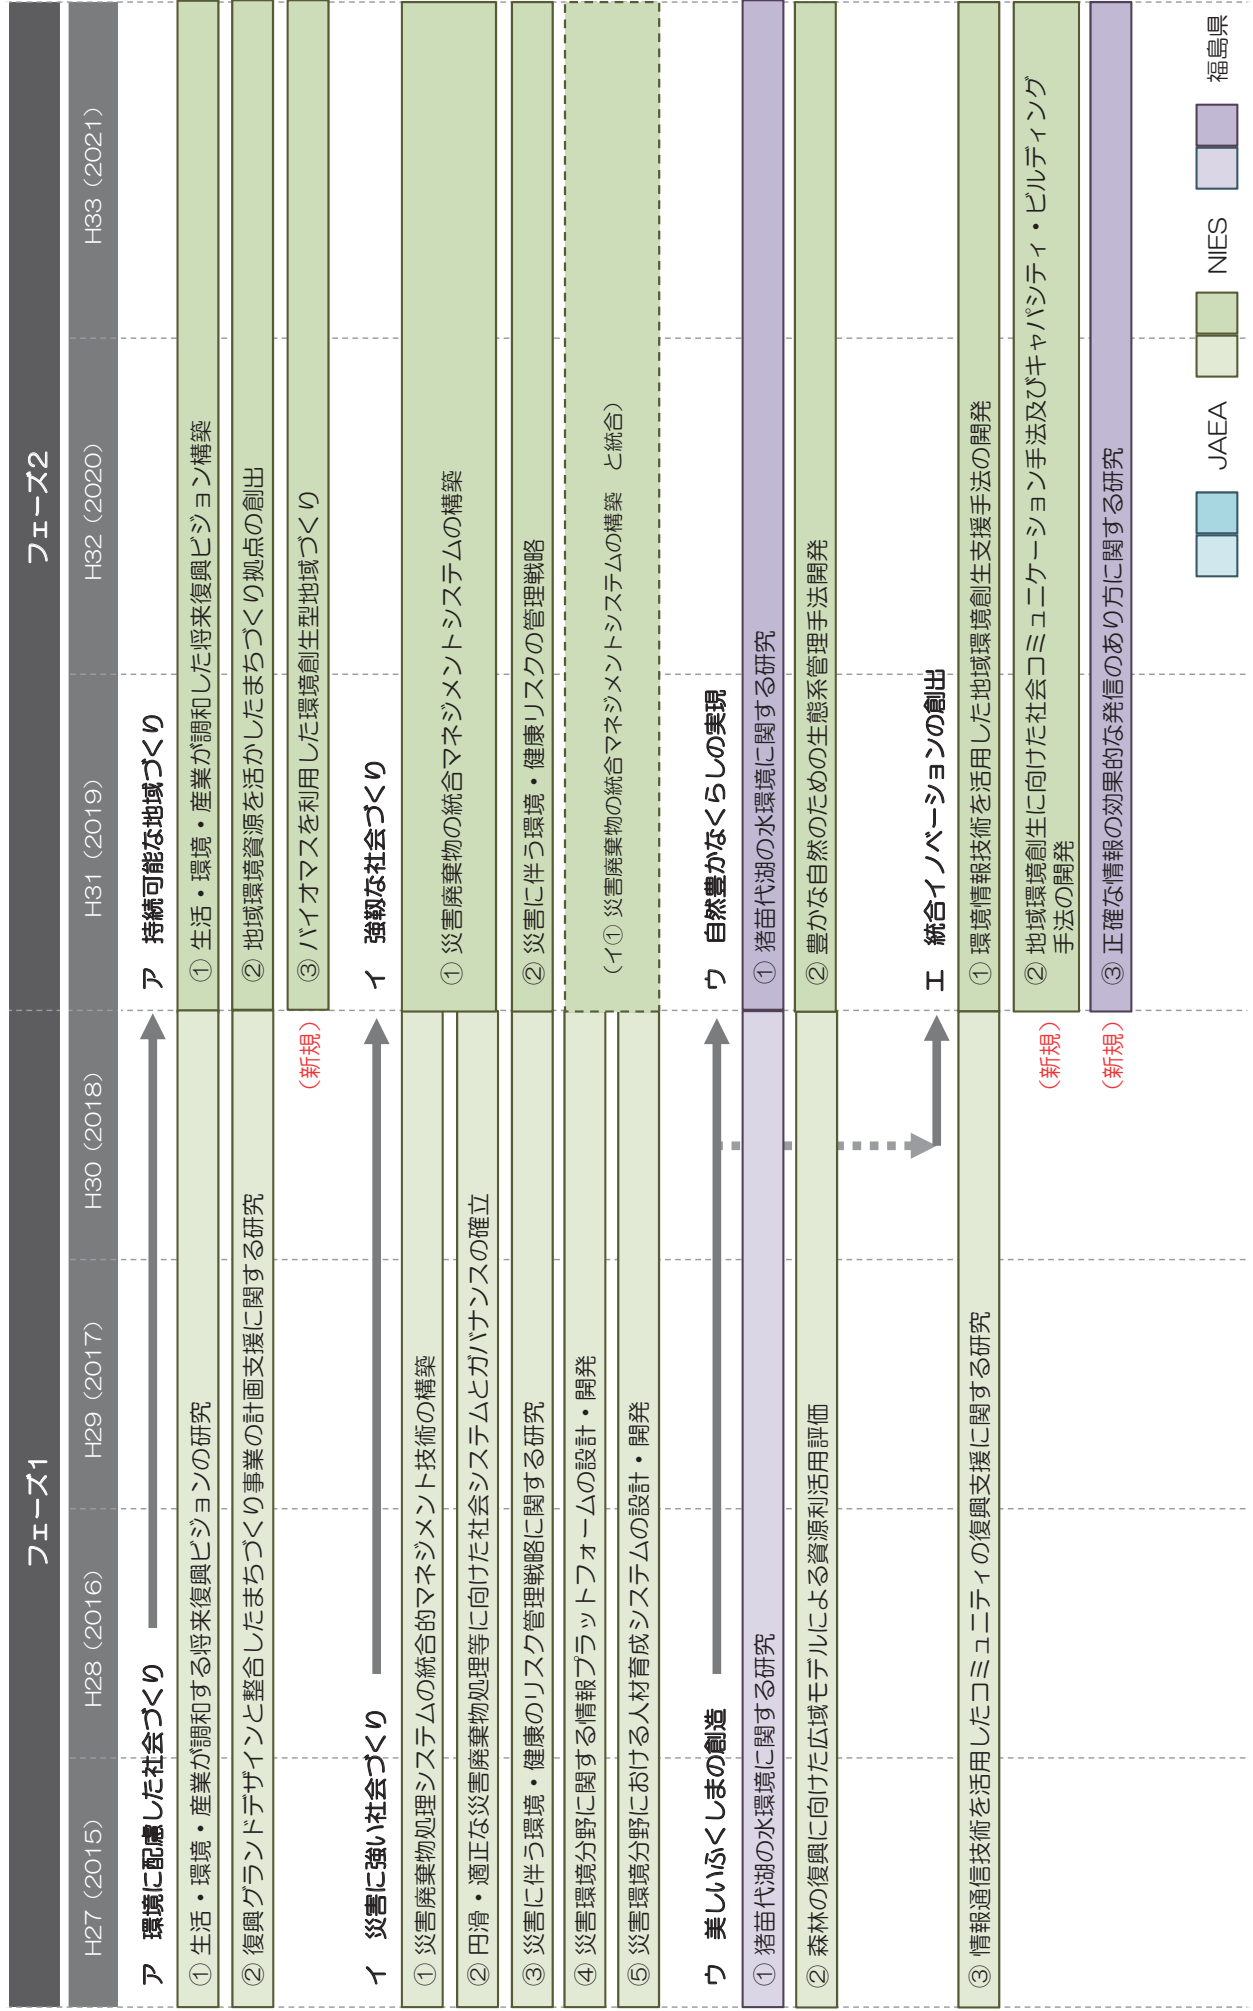 フェーズ1
フェーズ2
H27（2015）
H28（2016）
H29（2017）
H30（2018）
H31（2019）
H32（2020）
H33（2021）
ア　環境に配慮した社会づくり
ア　持続可能な地域づくり
① 生活・環境・産業が調和する将来復興ビジョンの研究
① 生活・環境・産業が調和した将来復興ビジョン構築
② 復興グランドデザインと整合したまちづくり事業の計画支援に関する研究
② 地域環境資源を活かしたまちづくり拠点の創出
（新規）
③ バイオマスを利用した環境創生型地域づくり
イ　災害に強い社会づくり
イ　強靱な社会づくり
① 災害廃棄物処理システムの統合的マネジメント技術の構築
① 災害廃棄物の統合マネジメントシステムの構築
② 円滑・適正な災害廃棄物処理等に向けた社会システムとガバナンスの確立
③ 災害に伴う環境・健康のリスク管理戦略に関する研究
② 災害に伴う環境・健康リスクの管理戦略
④ 災害環境分野に関する情報プラットフォームの設計・開発
（イ① 災害廃棄物の統合マネジメントシステムの構築　と統合）
⑤ 災害環境分野における人材育成システムの設計・開発
ウ　美しいふくしまの創造
ウ　自然豊かなくらしの実現
① 猪苗代湖の水環境に関する研究
① 猪苗代湖の水環境に関する研究
② 森林の復興に向けた広域モデルによる資源利活用評価
② 豊かな自然のための生態系管理手法開発
エ　統合イノベーションの創出
③ 情報通信技術を活用したコミュニティの復興支援に関する研究
① 環境情報技術を活用した地域環境創生支援手法の開発
（新規）
② 地域環境創生に向けた社会コミュニケーション手法及びキャパシティ・ビルディング
手法の開発
（新規）
③ 正確な情報の効果的な発信のあり方に関する研究
JAEA
NIES
福島県